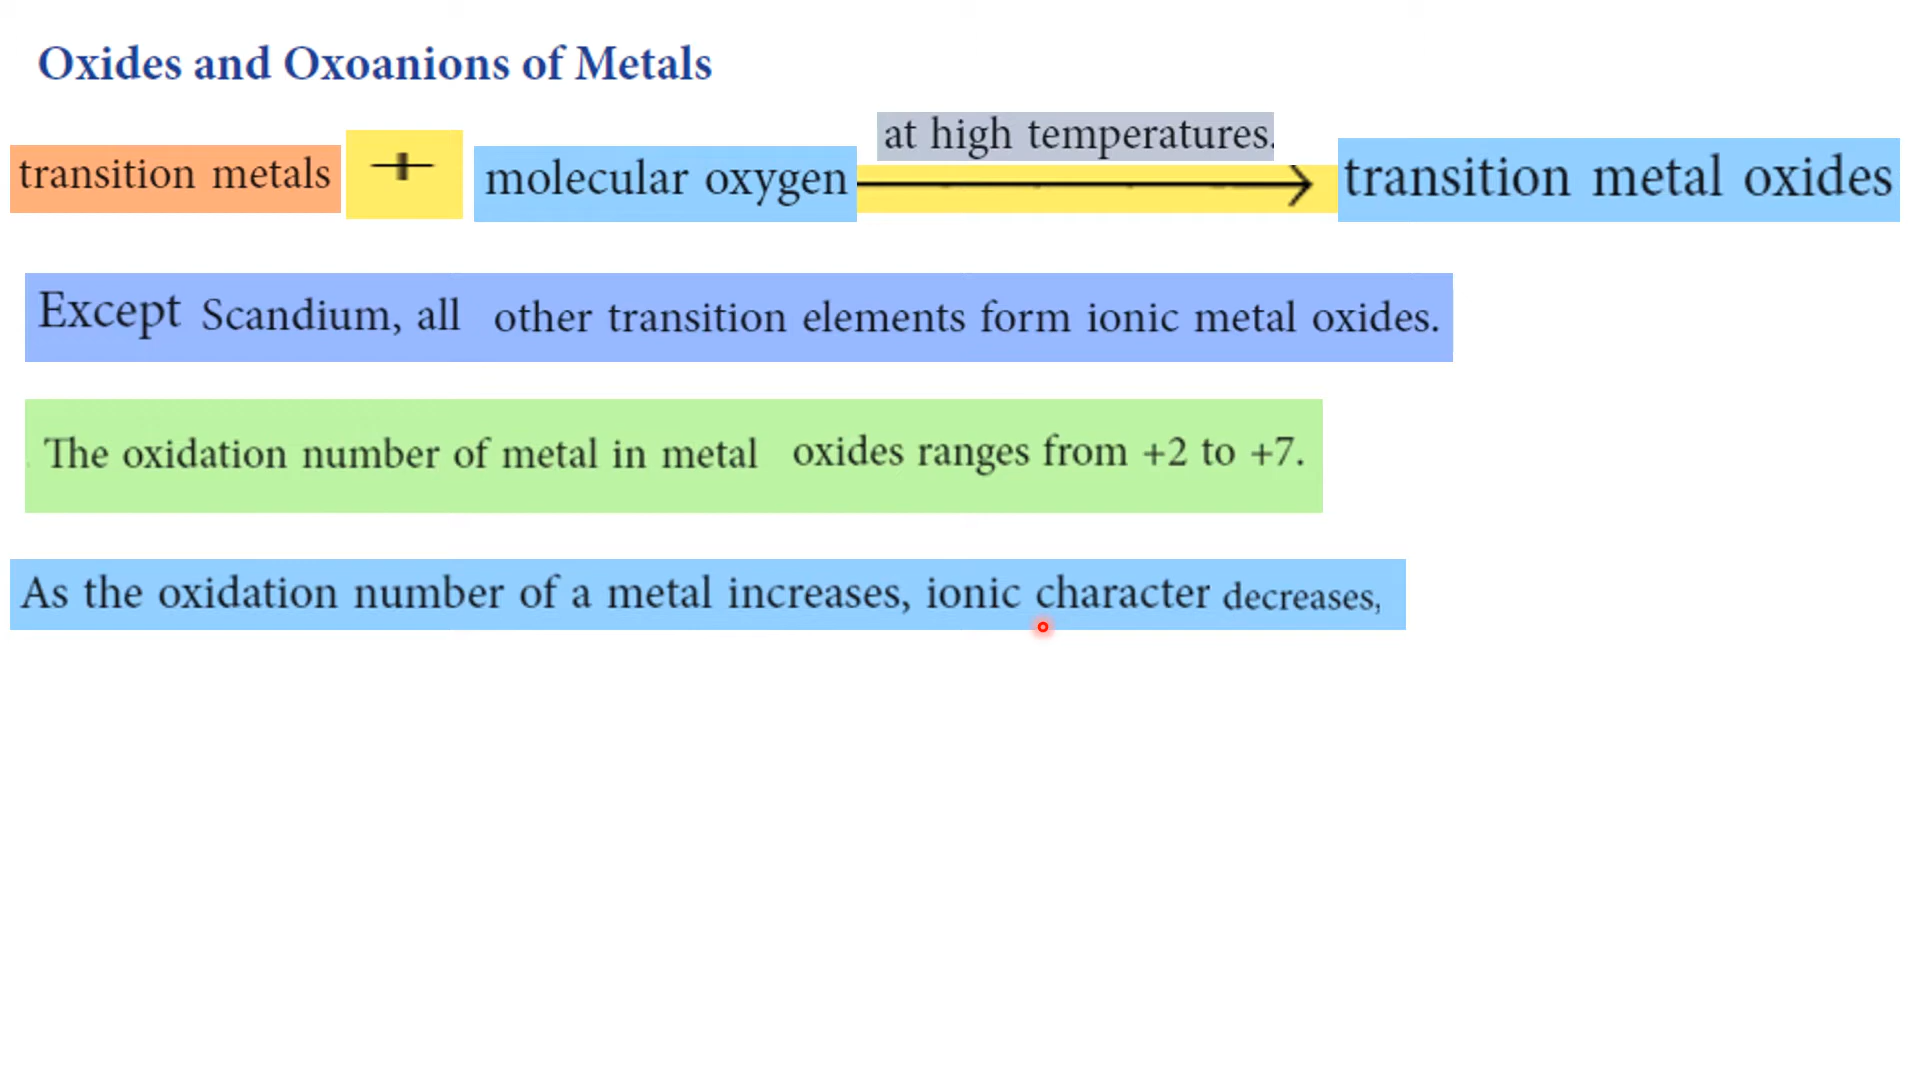 Oxides and Oxoanions of Metals
at high temperatures.
transition metals + molecular oxygen → transition metal oxides
Except Scandium, all other transition elements form ionic metal oxides.
The oxidation number of metal in metal oxides ranges from +2 to +7.
As the oxidation number of a metal increases, ionic character decreases,